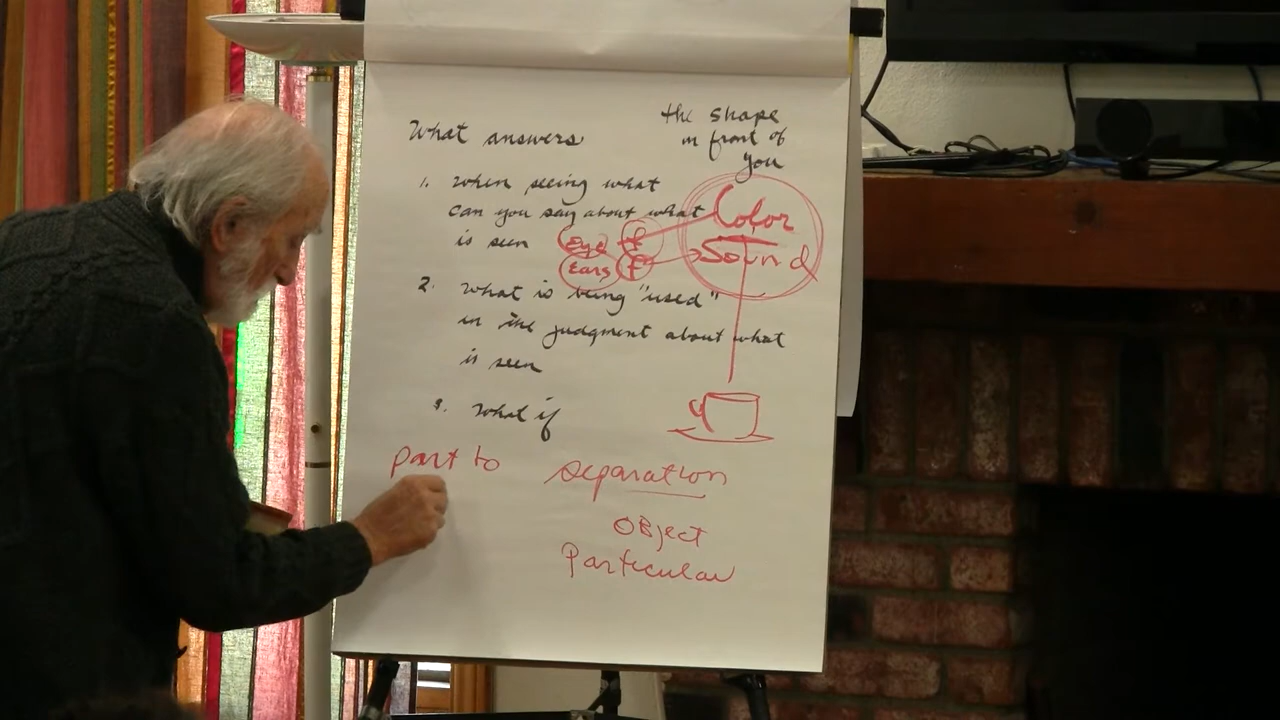 What answers
the shape
in front of
you
1. When seeing what
can you say about what
is seen
eye
Ears
Color
Sound
2. What is being "used"
in the judgment about what
is seen
3. What if
part to
separation
OBject
Particular